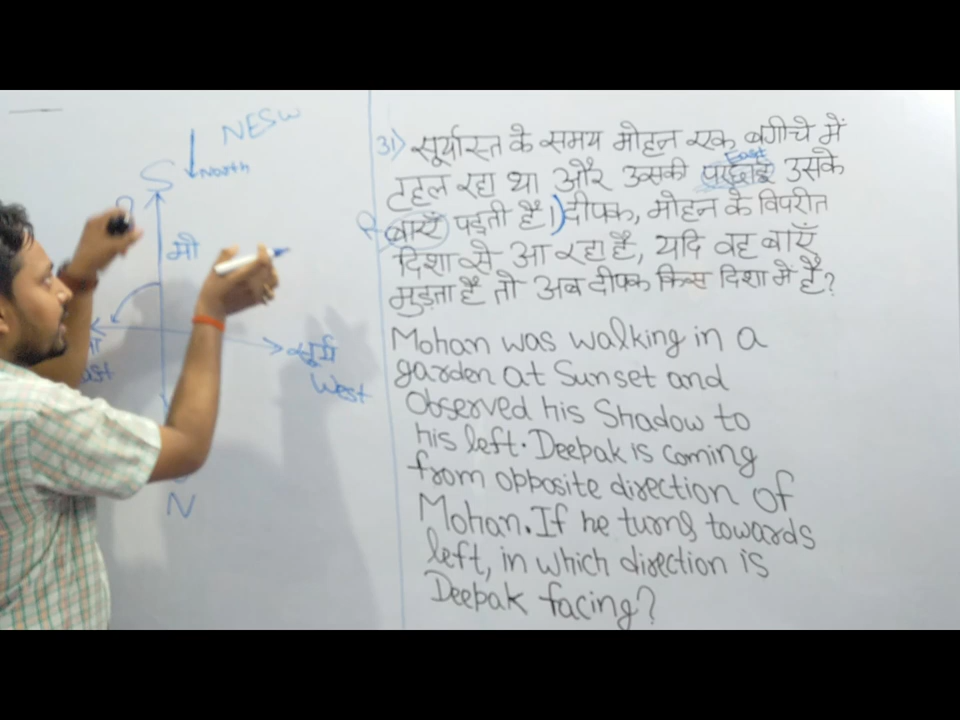 NESW
S
North
मो
सूर्य
West
N
31) सूर्यास्त के समय मोहन एक बगीचे में
East
टहल रहा था और उसकी परछाई उसके
बाएँ पड़ती है।) दीपक, मोहन के विपरीत
दिशा से आ रहा है, यदि वह बाएँ
मुड़ता है तो अब दीपक किस दिशा में है?
Mohan was walking in a
garden at Sunset and
Observed his Shadow to
his left. Deepak is coming
from opposite direction of
Mohan. If he turns towards
left, in which direction is
Deepak facing?